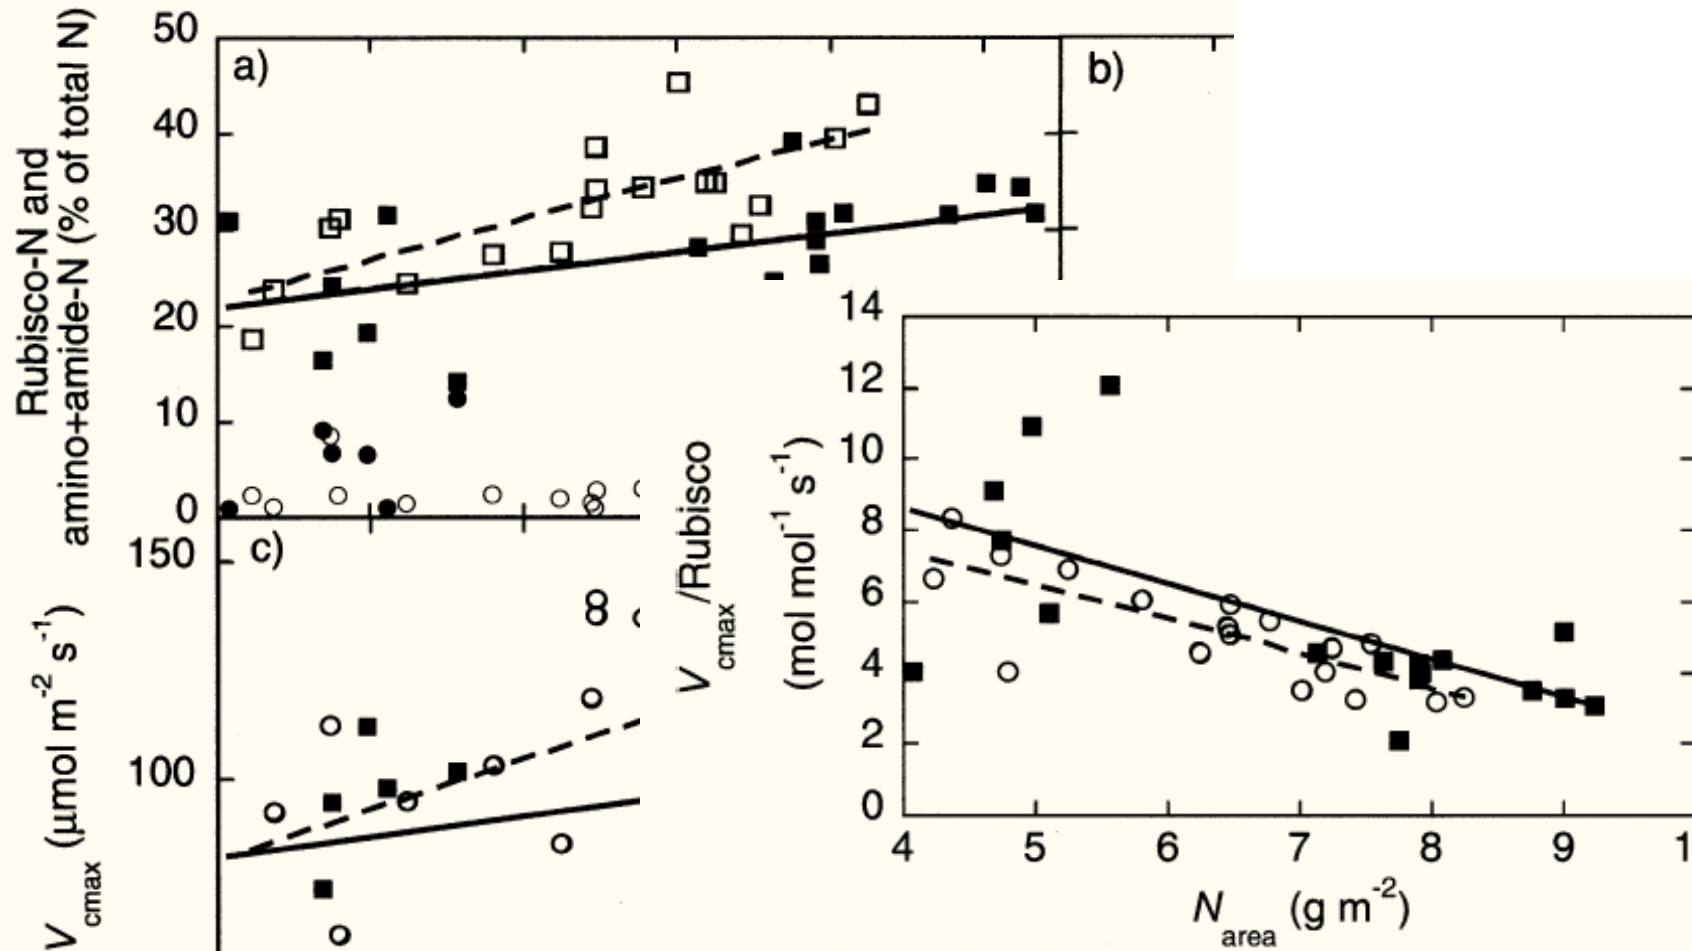 Rubisco-N and
amino+amide-N (% of total N)
50
40
30
20
10
0
a)
b)
V cmax (µmol m⁻² s⁻¹)
150
100
c)
V cmax /Rubisco
(mol mol⁻¹ s⁻¹)
14
12
10
8
6
4
2
0
4 5 6 7 8 9 1
N area (g m⁻²)